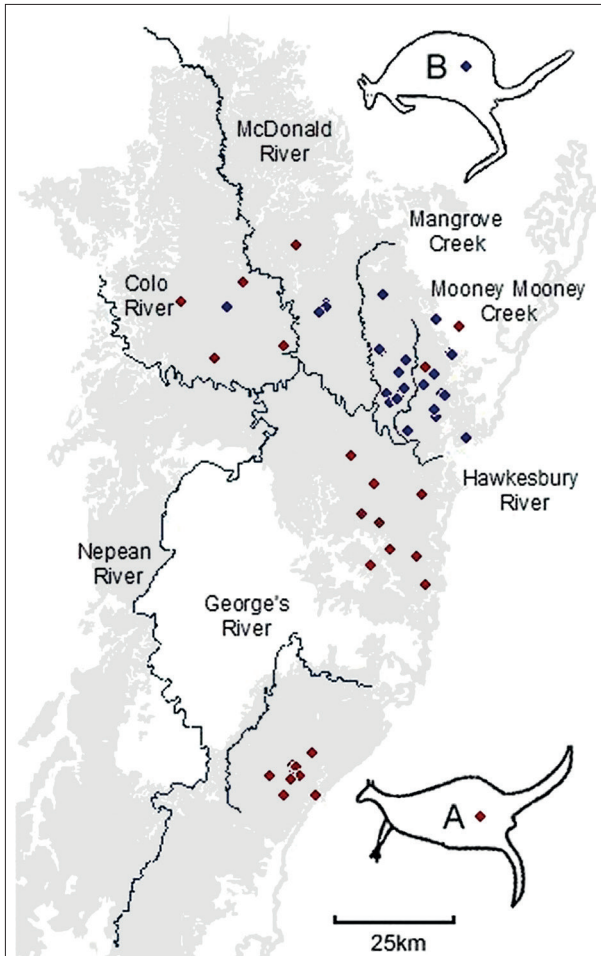 B
McDonald
River
Mangrove
Creek
Colo
River
Mooney Mooney
Creek
Hawkesbury
River
Nepean
River
George's
River
A
25km